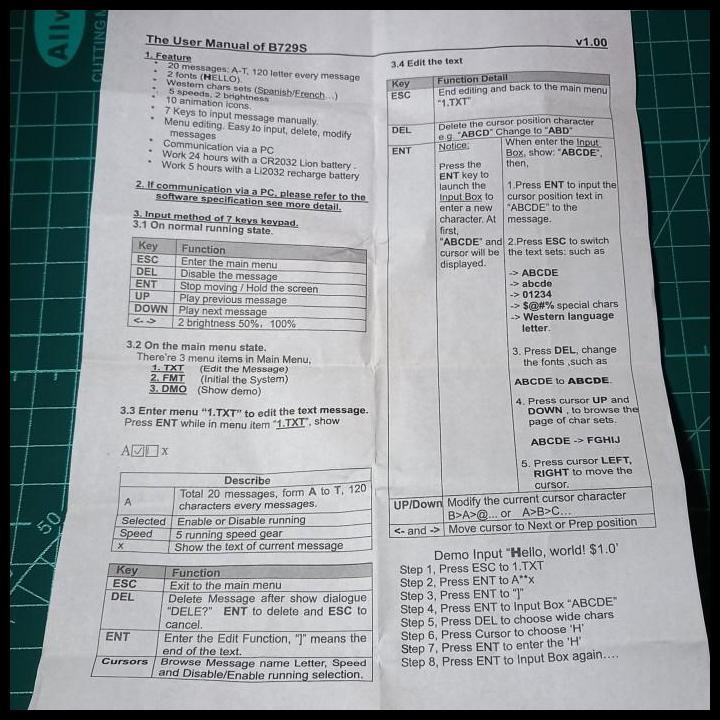 The User Manual of B729S
v1.00
1. Feature
* 20 messages: A-T, 120 letter every message
* 2 fonts (HELLO).
* Western chars sets (Spanish/French...)
* 5 speeds, 2 brightness
* 10 animation icons.
* 7 Keys to input message manually.
* Menu editing. Easy to input, delete, modify
messages
* Communication via a PC
* Work 24 hours with a CR2032 Lion battery .
* Work 5 hours with a Li2032 recharge battery
2. If communication via a PC, please refer to the
software specification see more detail.
3. Input method of 7 keys keypad.
3.1 On normal running state.
Key Function
ESC Enter the main menu
DEL Disable the message
ENT Stop moving / Hold the screen
UP Play previous message
DOWN Play next message
<- -> 2 brightness 50%, 100%
3.2 On the main menu state.
There're 3 menu items in Main Menu,
1. TXT (Edit the Message)
2. FMT (Initial the System)
3. DMO (Show demo)
3.3 Enter menu "1.TXT" to edit the text message.
Press ENT while in menu item "1.TXT", show
A☑□ x
Describe
A Total 20 messages, form A to T, 120
characters every messages.
Selected Enable or Disable running
Speed 5 running speed gear
x Show the text of current message
Key Function
ESC Exit to the main menu
DEL Delete Message after show dialogue
"DELE?" ENT to delete and ESC to
cancel.
ENT Enter the Edit Function, "]" means the
end of the text.
Cursors Browse Message name Letter, Speed
and Disable/Enable running selection.
3.4 Edit the text
Key Function Detail
ESC End editing and back to the main menu
"1.TXT"
DEL Delete the cursor position character
e.g. "ABCD" Change to "ABD"
ENT Notice:
Press the
ENT key to
launch the
Input Box to
enter a new
character. At
first,
"ABCDE" and
cursor will be
displayed.
When enter the Input
Box, show: "ABCDE",
then,
1.Press ENT to input the
cursor position text in
"ABCDE" to the
message.
2.Press ESC to switch
the text sets: such as
-> ABCDE
-> abcde
-> 01234
-> $@#% special chars
-> Western language
letter.
3. Press DEL, change
the fonts ,such as
ABCDE to ABCDE.
4. Press cursor UP and
DOWN , to browse the
page of char sets.
ABCDE -> FGHIJ
5. Press cursor LEFT,
RIGHT to move the
cursor.
UP/Down Modify the current cursor character
B>A>@... or A>B>C...
<- and -> Move cursor to Next or Prep position
Demo Input "Hello, world! $1.0'
Step 1, Press ESC to 1.TXT
Step 2, Press ENT to A**x
Step 3, Press ENT to "]"
Step 4, Press ENT to Input Box "ABCDE"
Step 5, Press DEL to choose wide chars
Step 6, Press Cursor to choose 'H'
Step 7, Press ENT to enter the 'H'
Step 8, Press ENT to Input Box again....
50